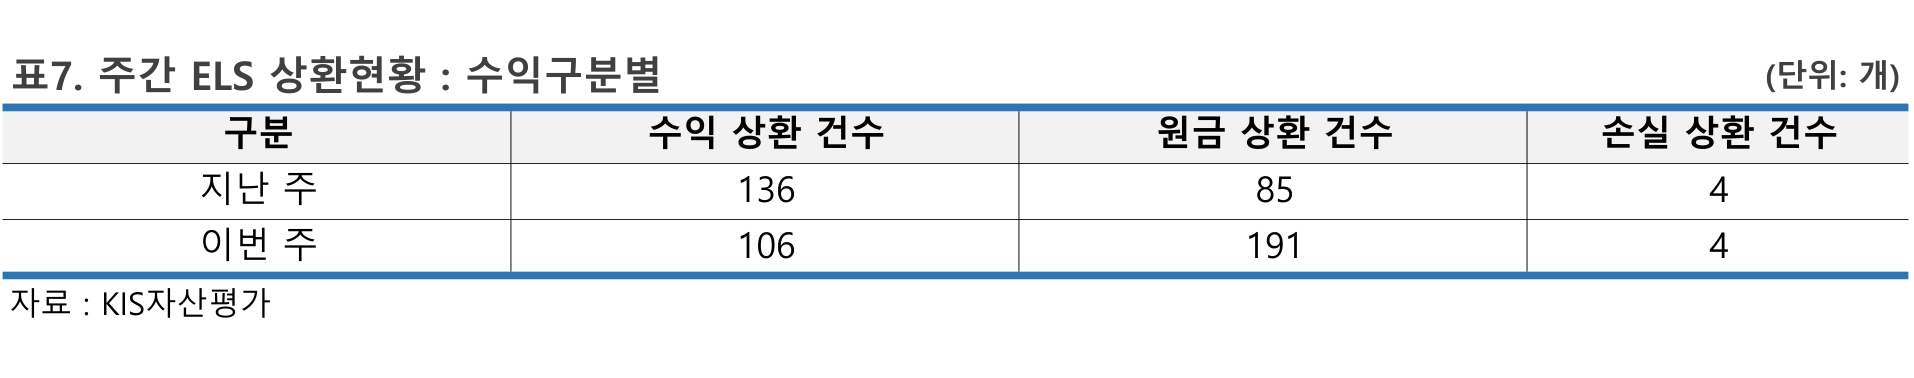 표7. 주간 ELS 상환현황 : 수익구분별 (단위: 개)
구분 수익 상환 건수 원금 상환 건수 손실 상환 건수
지난 주 136 85 4
이번 주 106 191 4
자료 : KIS자산평가